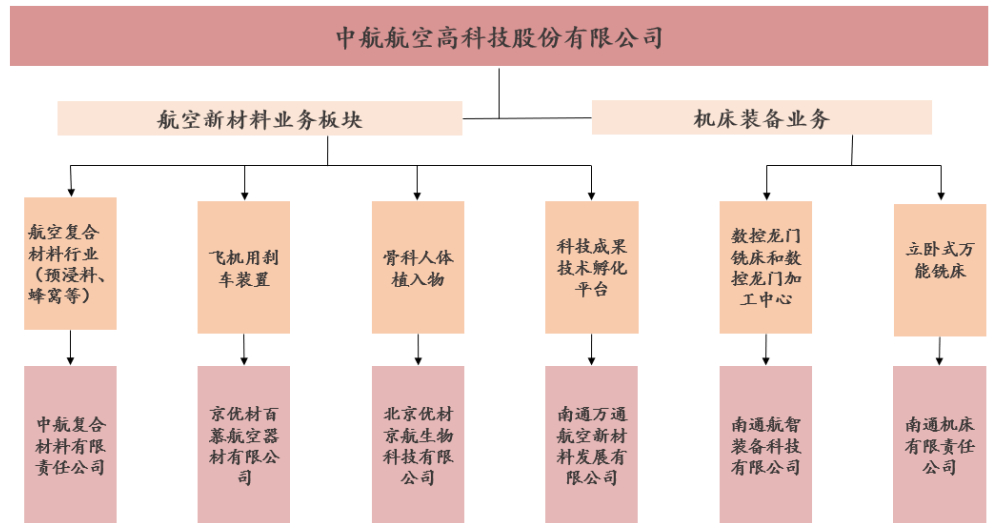 中航航空高科技股份有限公司
航空新材料业务板块
机床装备业务
航空复合
材料行业
（预浸料、
蜂窝等）
飞机用刹
车装置
骨科人体
植入物
科技成果
技术孵化
平台
数控龙门
铣床和数
控龙门加
工中心
立卧式万
能铣床
中航复合
材料有限
责任公司
京优材百
慕航空器
材有限公
司
北京优材
京航生物
科技有限
公司
南通万通
航空新材
料发展有
限公司
南通航智
装备科技
有限公司
南通机床
有限责任
公司